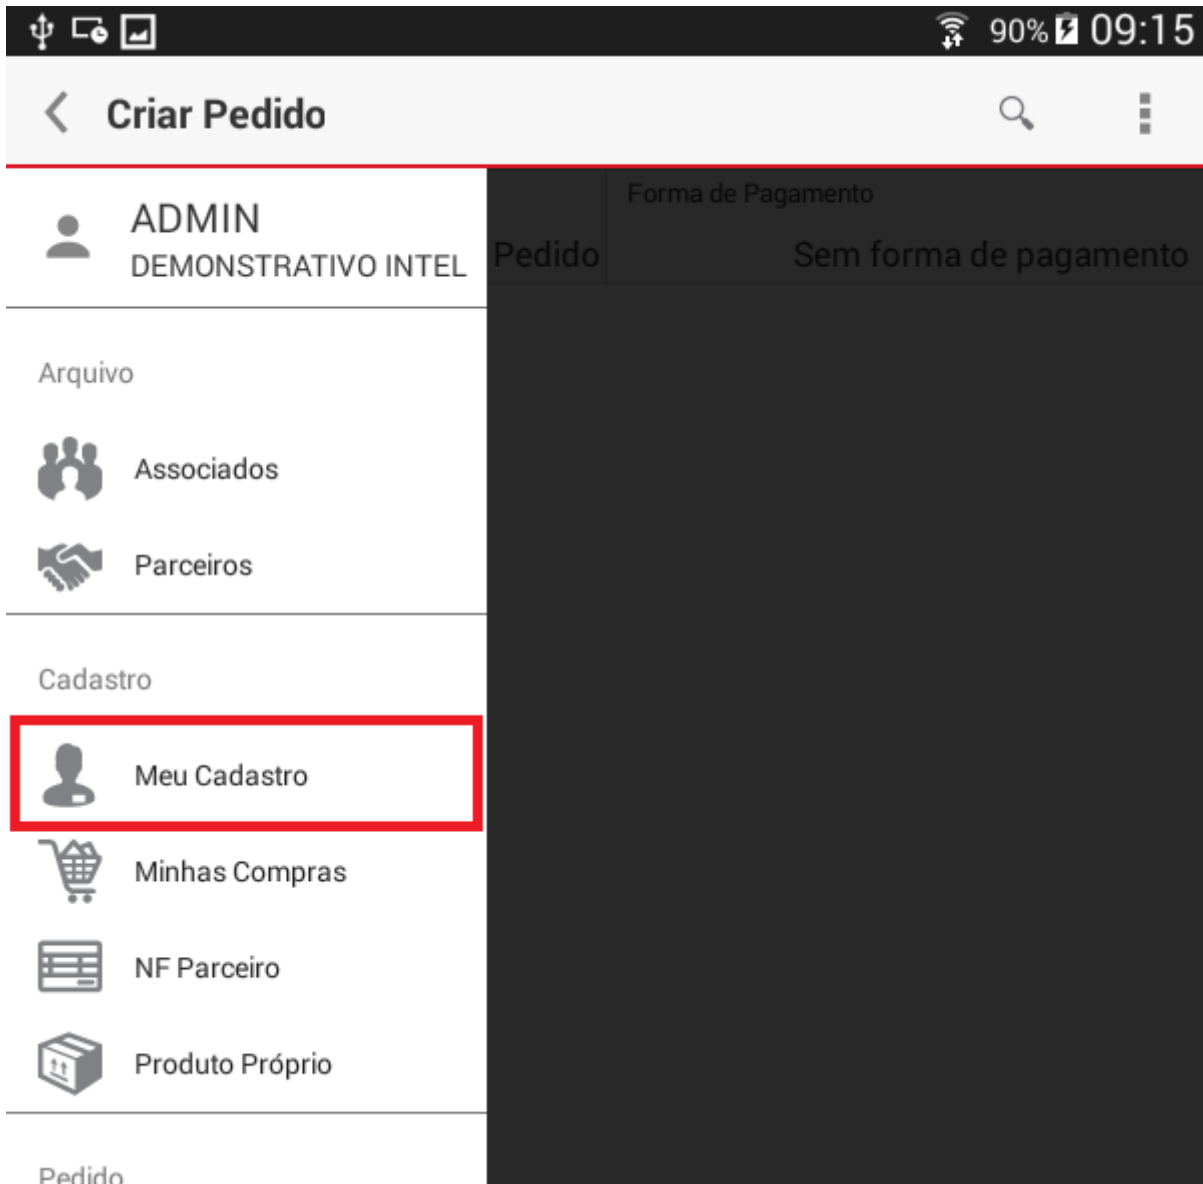 90% 09:15
Criar Pedido
ADMIN
DEMONSTRATIVO INTEL
Pedido
Forma de Pagamento
Sem forma de pagamento
Arquivo
Associados
Parceiros
Cadastro
Meu Cadastro
Minhas Compras
NF Parceiro
Produto Próprio
Pedido